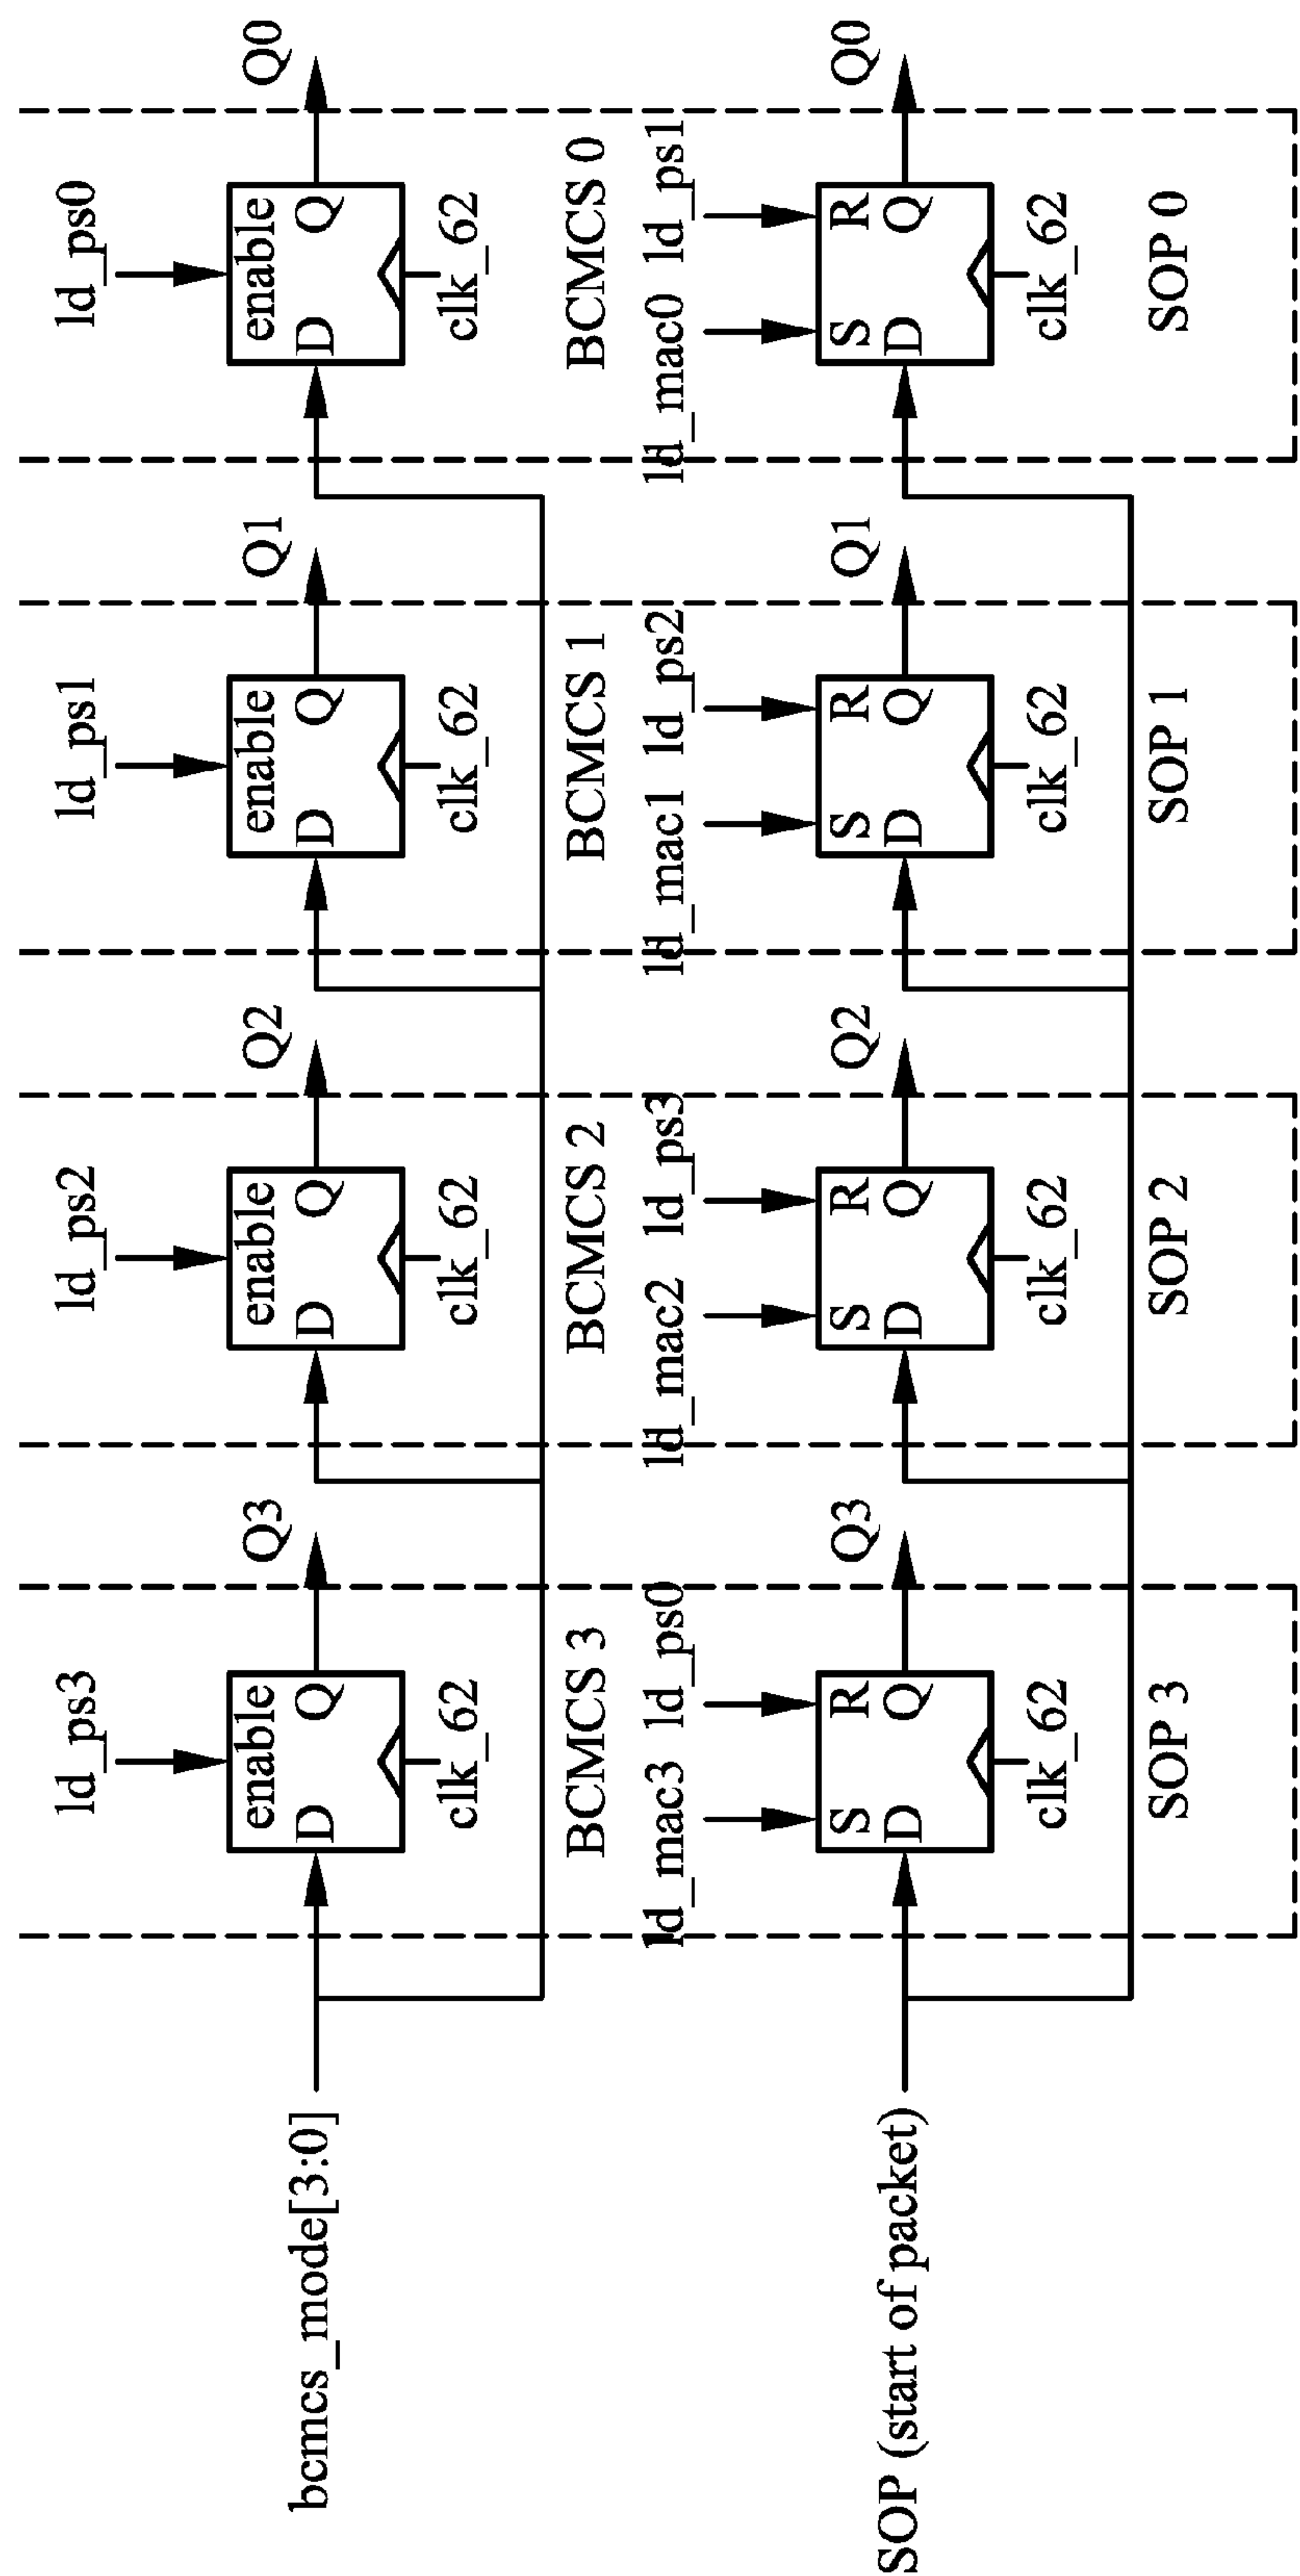 ld_ps3
ld_ps2
ld_ps1
ld_ps0
bcmcs_mode[3:0]
enable
D
Q
Q3
clk_62
enable
D
Q
Q2
clk_62
enable
D
Q
Q1
clk_62
enable
D
Q
Q0
clk_62
BCMCS 3
BCMCS 2
BCMCS 1
BCMCS 0
ld_mac3
ld_ps0
ld_mac2
ld_ps3
ld_mac1
ld_ps2
ld_mac0
ld_ps1
SOP (start of packet)
S
R
D
Q
Q3
clk_62
S
R
D
Q
Q2
clk_62
S
R
D
Q
Q1
clk_62
S
R
D
Q
Q0
clk_62
SOP 3
SOP 2
SOP 1
SOP 0